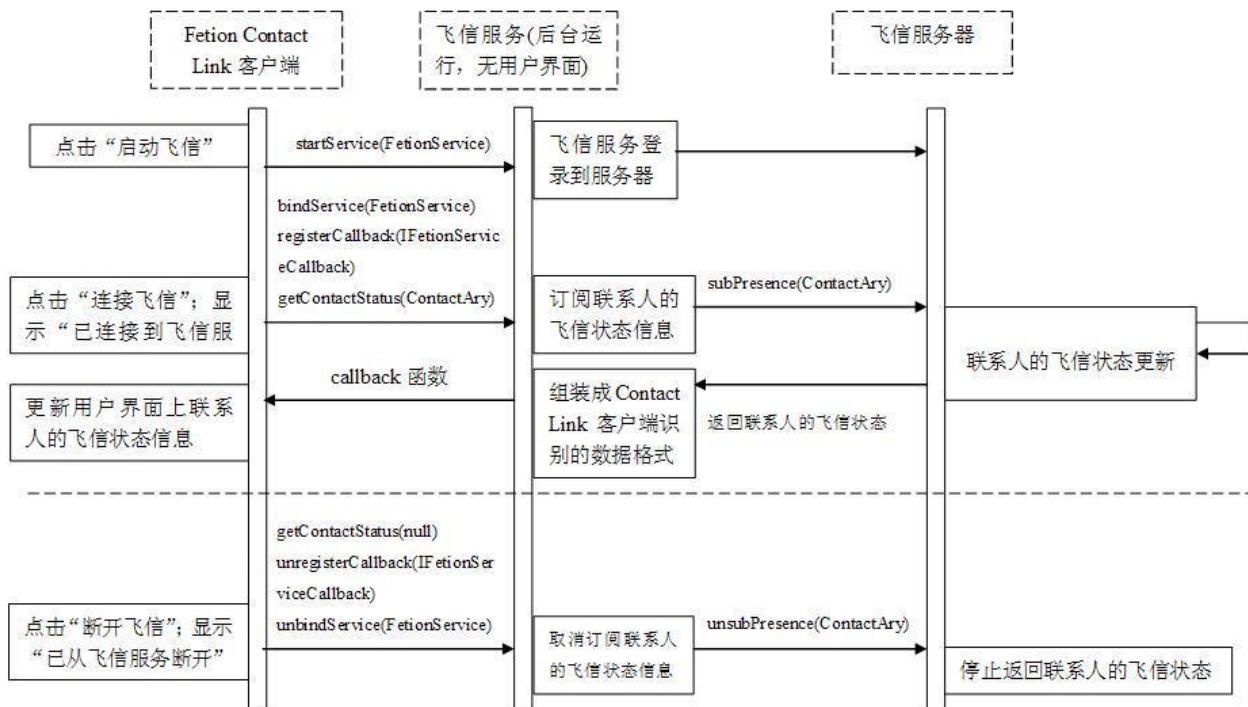 Fetion Contact
Link 客户端
飞信服务(后台运
行，无用户界面)
飞信服务器
点击“启动飞信”
startService(FetionService)
飞信服务登
录到服务器
bindService(FetionService)
registerCallback(IFetionServic
eCallback)
getContactStatus(ContactAry)
点击“连接飞信”；显
示“已连接到飞信服
订阅联系人的
飞信状态信息
subPresence(ContactAry)
联系人的飞信状态更新
callback 函数
更新用户界面上联系
人的飞信状态信息
组装成 Contact
Link 客户端识
别的数据格式
返回联系人的飞信状态
getContactStatus(null)
unregisterCallback(IFetionSer
viceCallback)
unbindService(FetionService)
点击“断开飞信”；显示
“已从飞信服务断开”
取消订阅联系人
的飞信状态信息
unsubPresence(ContactAry)
停止返回联系人的飞信状态